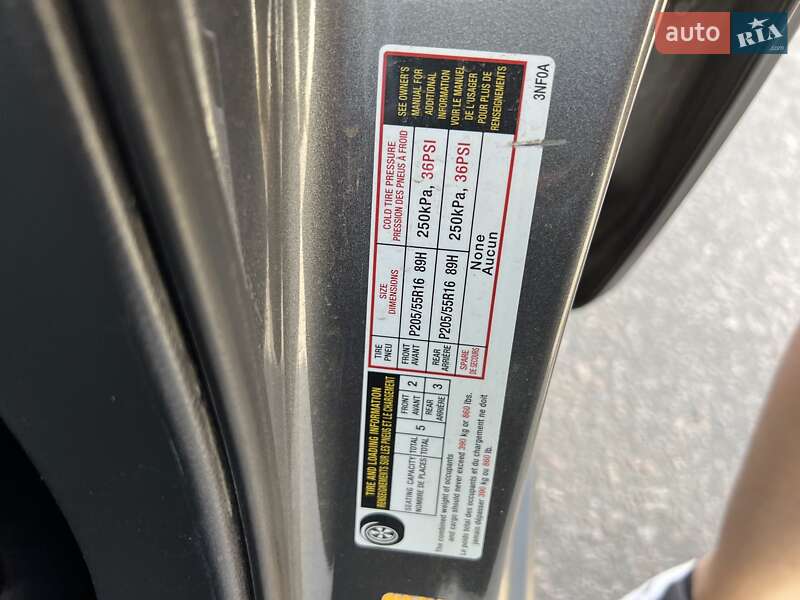 auto RIA
.com
TIRE AND LOADING INFORMATION
RENSEIGNEMENTS SUR LES PNEUS ET LE CHARGEMENT
SEATING CAPACITY
NOMBRE DE PLACES
TOTAL 5
TOTAL
FRONT 2
AVANT
REAR 3
ARRIÈRE
The combined weight of occupants
and cargo should never exceed 390 kg or 860 lbs.
Le poids total des occupants et du chargement ne doit
jamais dépasser 390 kg ou 860 lb.
TIRE
PNEU
SIZE
DIMENSIONS
COLD TIRE PRESSURE
PRESSION DES PNEUS À FROID
FRONT
AVANT
P205/55R16 89H
250kPa, 36PSI
REAR
ARRIÈRE
P205/55R16 89H
250kPa, 36PSI
SPARE
DE SECOURS
None
Aucun
SEE OWNER'S
MANUAL FOR
ADDITIONAL
INFORMATION
VOIR LE MANUEL
DE L'USAGER
POUR PLUS DE
RENSEIGNEMENTS
3NF0A